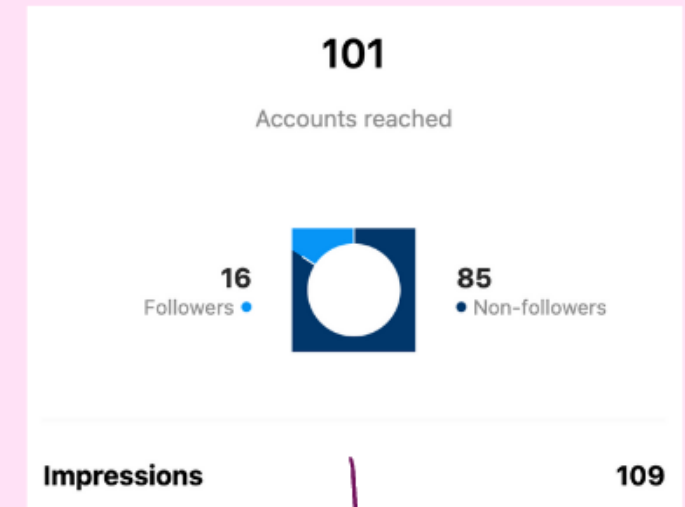 101
Accounts reached
16
Followers
85
Non-followers
Impressions 109